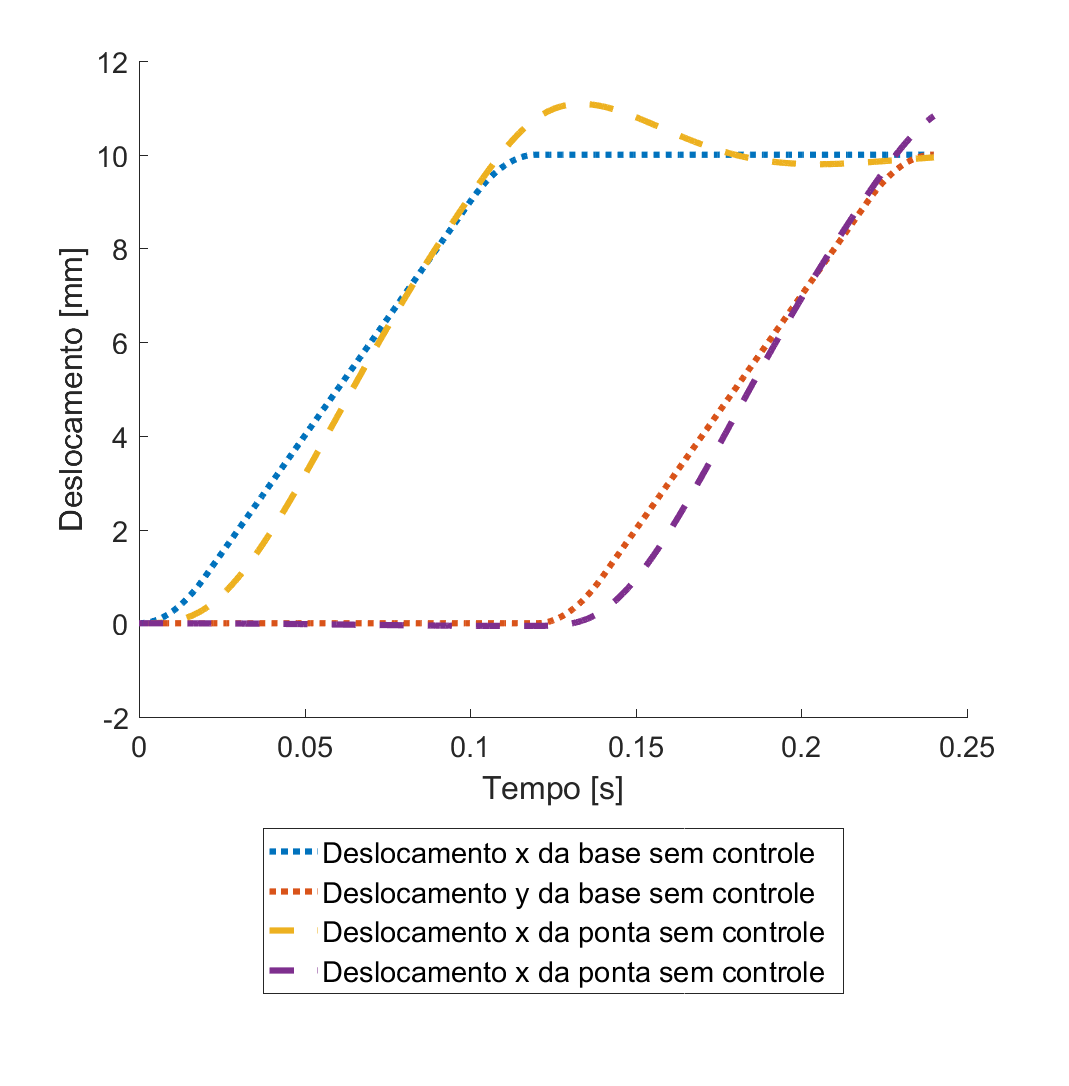 12
10
8
6
4
2
0
-2
Deslocamento [mm]
0 0.05 0.1 0.15 0.2 0.25
Tempo [s]
Deslocamento x da base sem controle
Deslocamento y da base sem controle
Deslocamento x da ponta sem controle
Deslocamento x da ponta sem controle